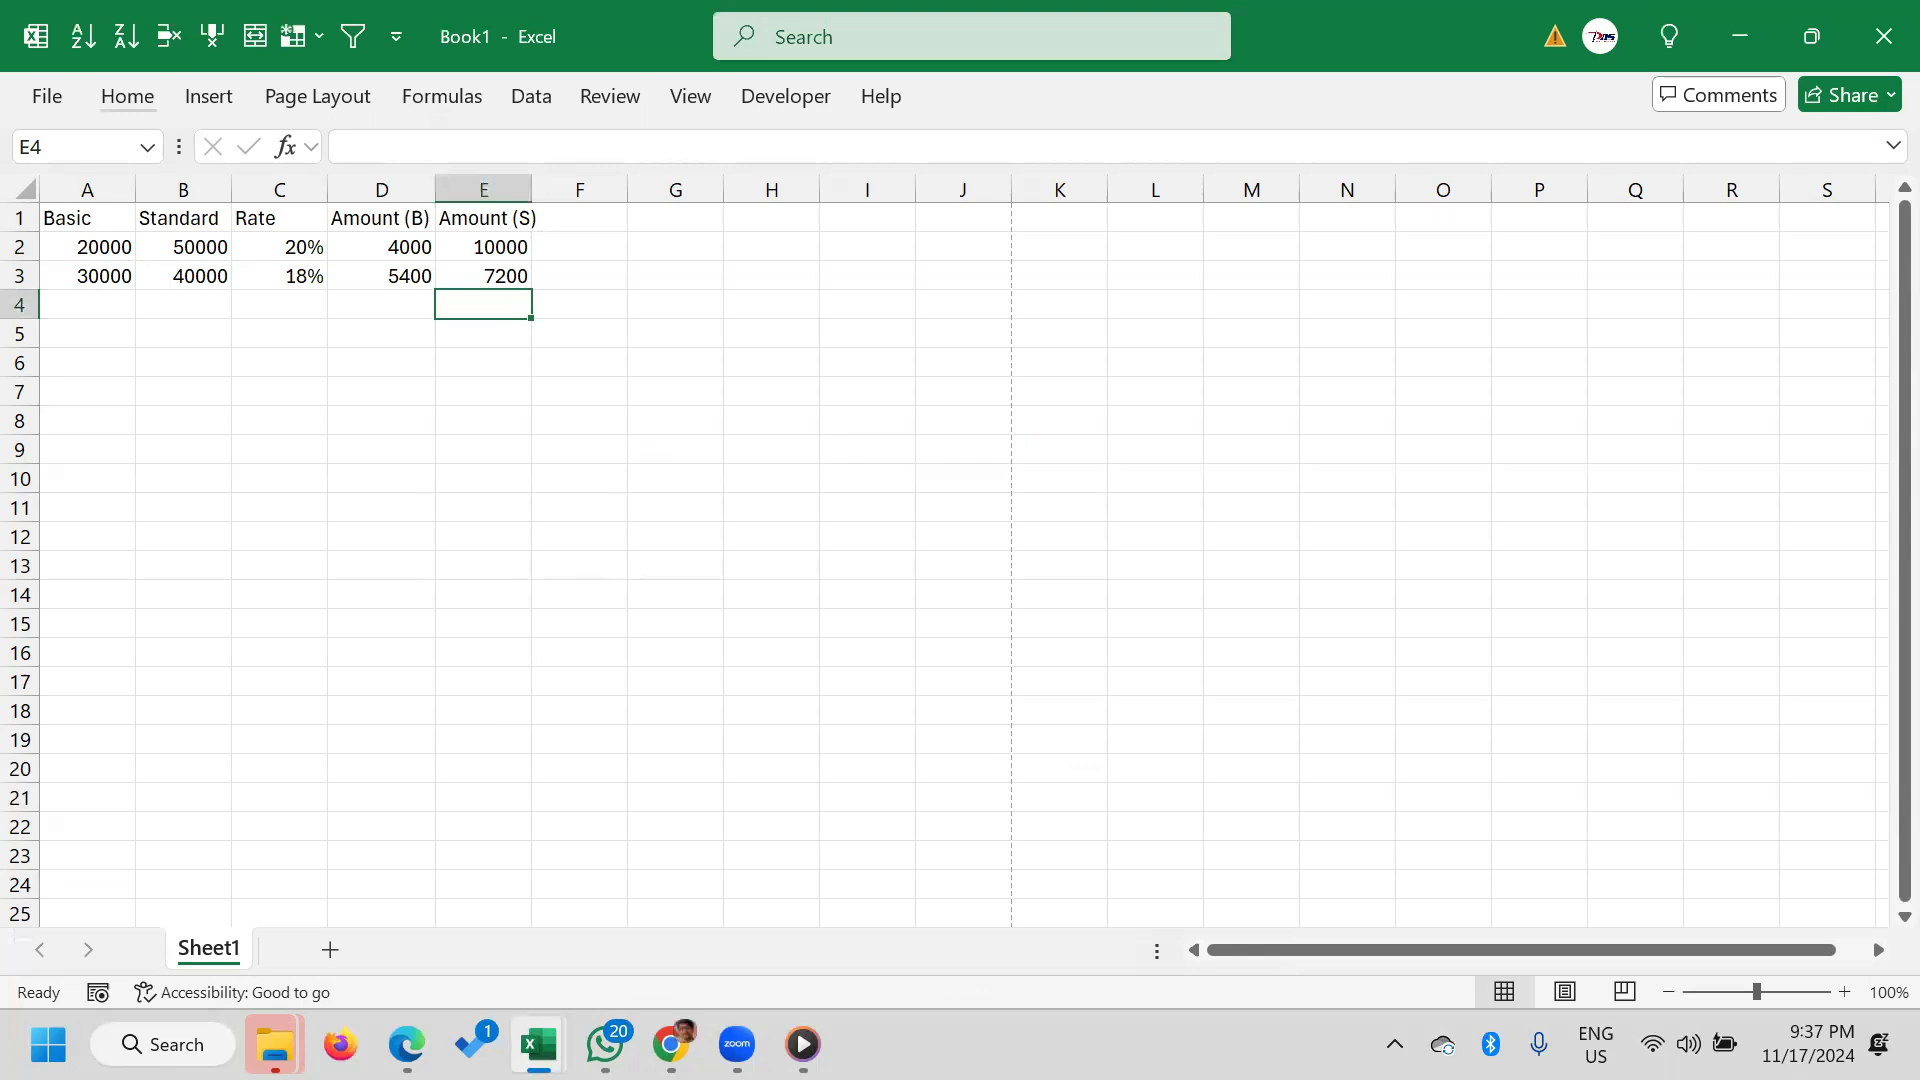 Book1 - Excel
Search
File Home Insert Page Layout Formulas Data Review View Developer Help
Comments Share
E4 fx
A B C D E F G H I J K L M N O P Q R S
1 Basic Standard Rate Amount (B) Amount (S)
2 20000 50000 20% 4000 10000
3 30000 40000 18% 5400 7200
4
5
6
7
8
9
10
11
12
13
14
15
16
17
18
19
20
21
22
23
24
25
Sheet1
Ready Accessibility: Good to go 100%
Search 1 20 zoom ENG 9:37 PM
US 11/17/2024